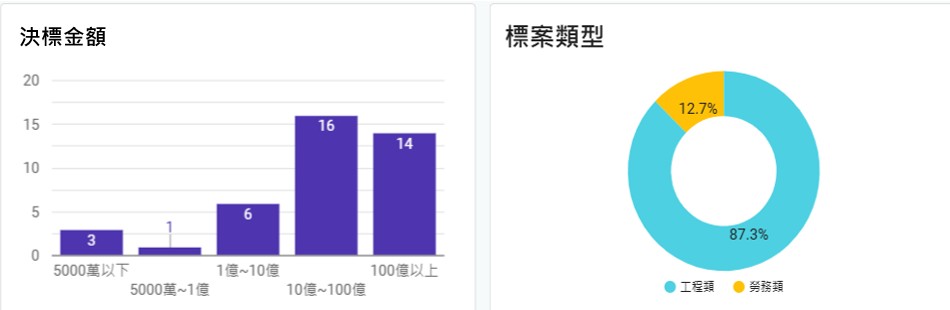 決標金額
20
15
10
5
0
3
1
6
16
14
5000萬以下
5000萬~1億
1億~10億
10億~100億
100億以上
標案類型
12.7%
87.3%
工程類
勞務類